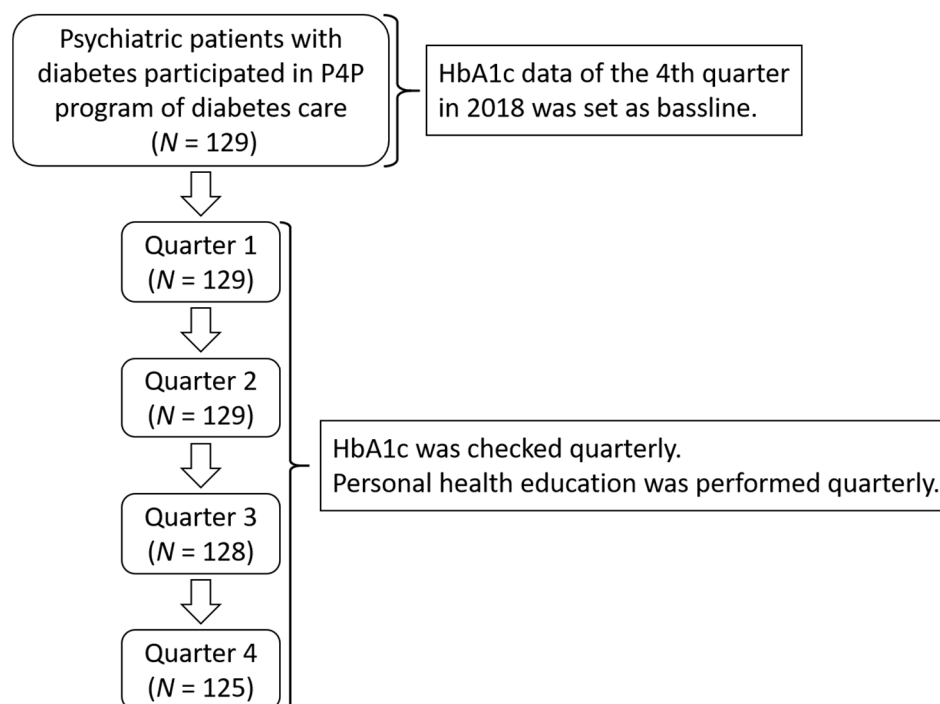 Psychiatric patients with
diabetes participated in P4P
program of diabetes care
(N = 129)
HbA1c data of the 4th quarter
in 2018 was set as bassline.
Quarter 1
(N = 129)
Quarter 2
(N = 129)
HbA1c was checked quarterly.
Personal health education was performed quarterly.
Quarter 3
(N = 128)
Quarter 4
(N = 125)